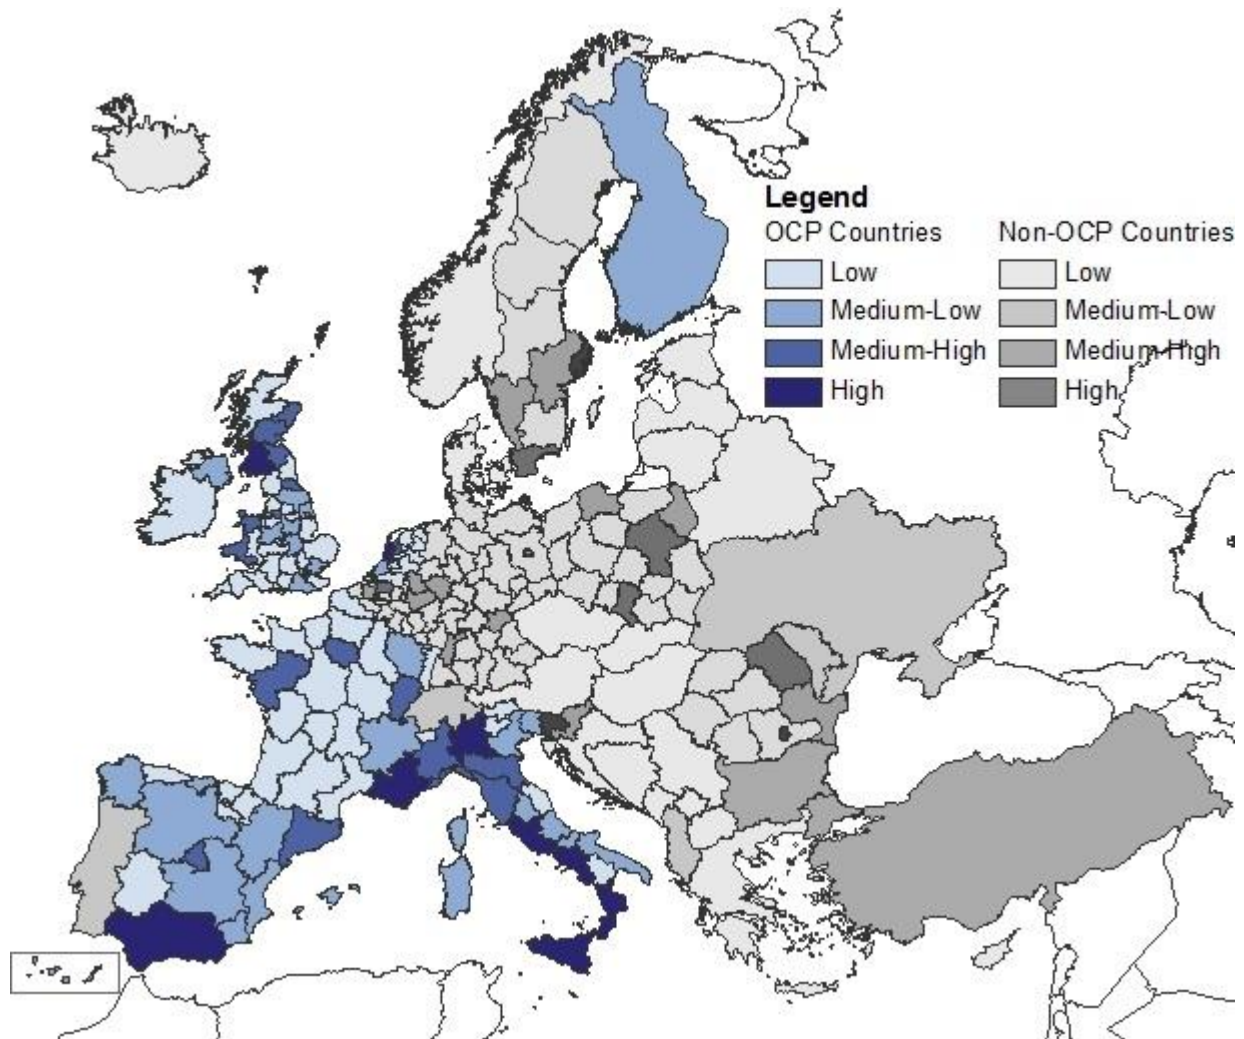 Legend
OCP Countries Non-OCP Countries
Low Low
Medium-Low Medium-Low
Medium-High Medium-High
High High